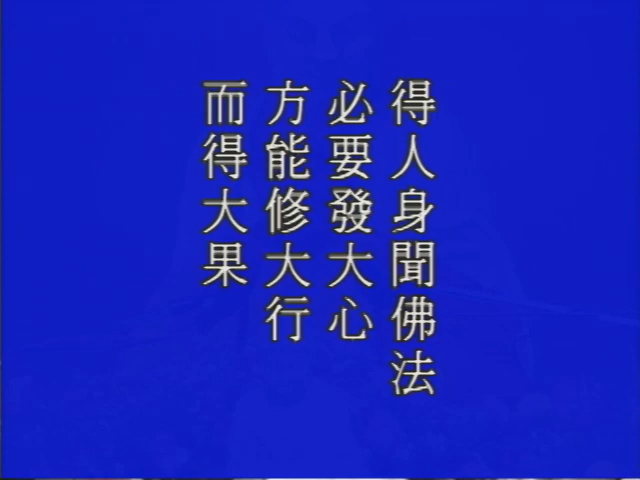 得人身聞佛法
必要發大心
方能修大行
而得大果